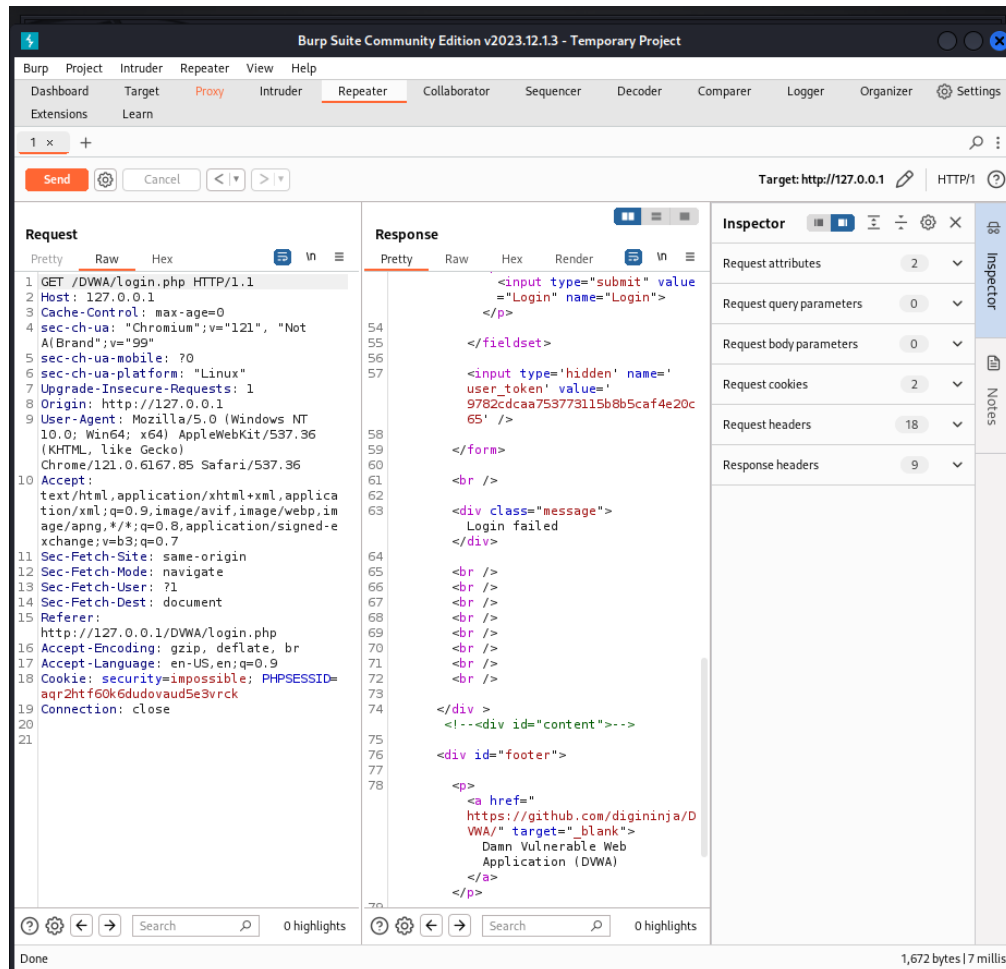 Burp Suite Community Edition v2023.12.1.3 - Temporary Project
Burp Project Intruder Repeater View Help
Dashboard Target Proxy Intruder Repeater Collaborator Sequencer Decoder Comparer Logger Organizer Settings
Extensions Learn
1 × +
Send Cancel < > Target: http://127.0.0.1 HTTP/1 ?
Request
Pretty Raw Hex \n
1 GET /DVWA/login.php HTTP/1.1
2 Host: 127.0.0.1
3 Cache-Control: max-age=0
4 sec-ch-ua: "Chromium";v="121", "Not
A(Brand";v="99"
5 sec-ch-ua-mobile: ?0
6 sec-ch-ua-platform: "Linux"
7 Upgrade-Insecure-Requests: 1
8 Origin: http://127.0.0.1
9 User-Agent: Mozilla/5.0 (Windows NT
10.0; Win64; x64) AppleWebKit/537.36
(KHTML, like Gecko)
Chrome/121.0.6167.85 Safari/537.36
10 Accept:
text/html,application/xhtml+xml,applica
tion/xml;q=0.9,image/avif,image/webp,im
age/apng,*/*;q=0.8,application/signed-e
xchange;v=b3;q=0.7
11 Sec-Fetch-Site: same-origin
12 Sec-Fetch-Mode: navigate
13 Sec-Fetch-User: ?1
14 Sec-Fetch-Dest: document
15 Referer:
http://127.0.0.1/DVWA/login.php
16 Accept-Encoding: gzip, deflate, br
17 Accept-Language: en-US,en;q=0.9
18 Cookie: security=impossible; PHPSESSID=
aqr2htf60k6dudovaud5e3vrck
19 Connection: close
20
21
? Search 0 highlights
Response
Pretty Raw Hex Render \n
<input type="submit" value
="Login" name="Login">
</p>
54
55 </fieldset>
56
57 <input type='hidden' name='
user_token' value='
9782cdcaa753773115b8b5caf4e20c
65' />
58
59 </form>
60
61 <br />
62
63 <div class="message">
Login failed
</div>
64
65 <br />
66 <br />
67 <br />
68 <br />
69 <br />
70 <br />
71 <br />
72 <br />
73
74 </div >
<!--<div id="content">-->
75
76 <div id="footer">
77
78 <p>
<a href="
https://github.com/digininja/D
VWA/" target="_blank">
Damn Vulnerable Web
Application (DVWA)
</a>
</p>
79
? Search 0 highlights
Inspector
Request attributes 2
Request query parameters 0
Request body parameters 0
Request cookies 2
Request headers 18
Response headers 9
Inspector
Notes
Done 1,672 bytes | 7 millis